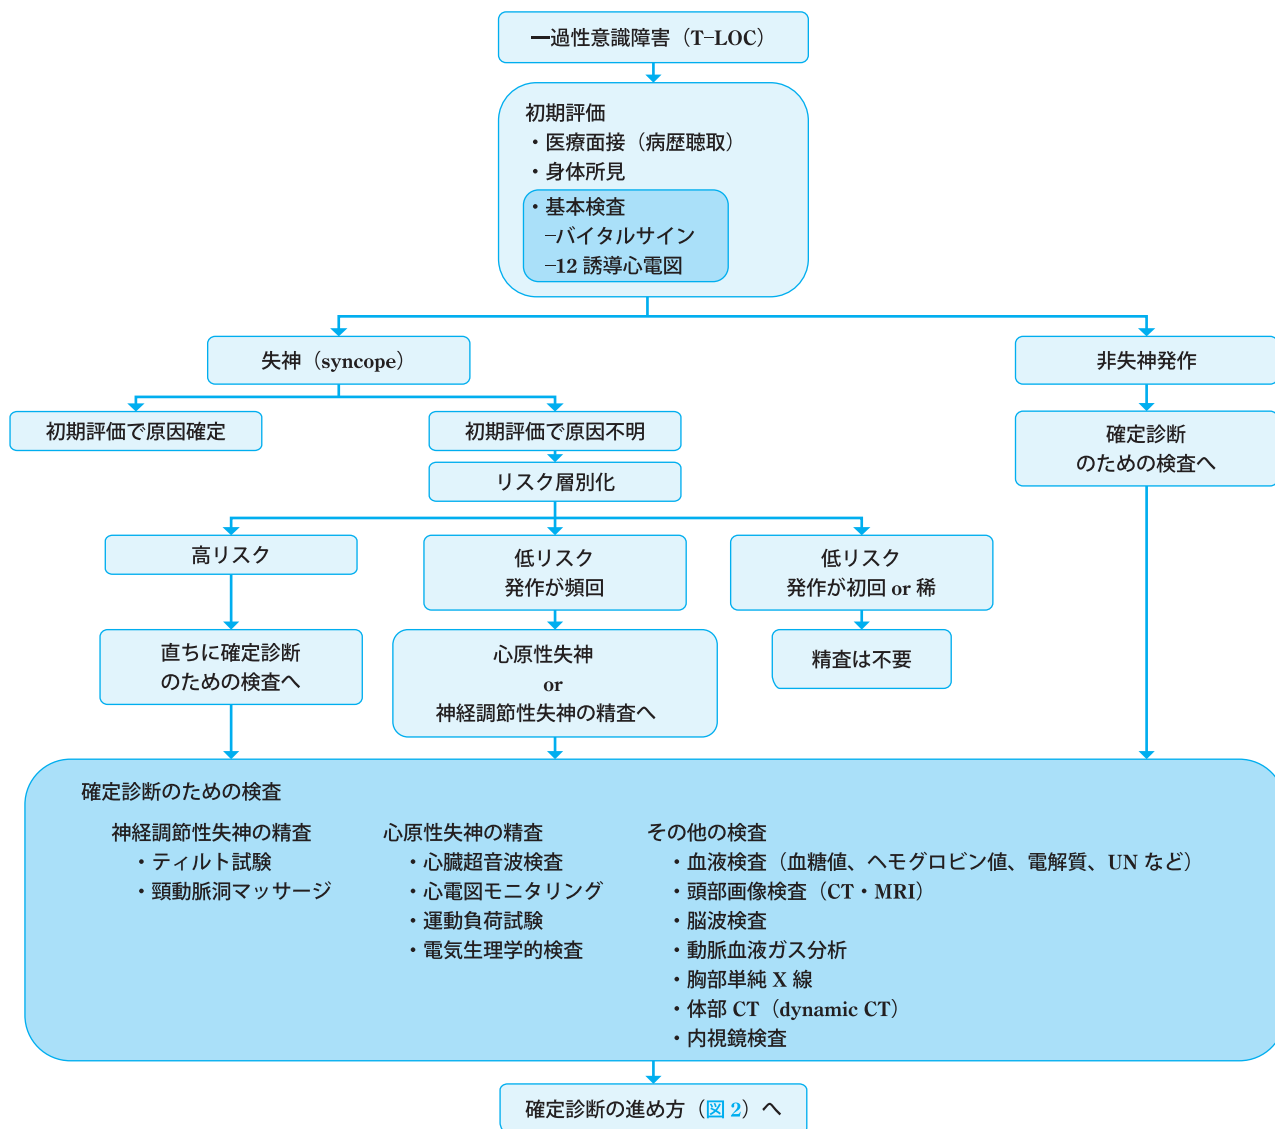 一過性意識障害（T-LOC）
初期評価
・医療面接（病歴聴取）
・身体所見
・基本検査
−バイタルサイン
−12 誘導心電図
失神（syncope）
非失神発作
初期評価で原因確定
初期評価で原因不明
確定診断
のための検査へ
リスク層別化
高リスク
低リスク
発作が頻回
低リスク
発作が初回 or 稀
直ちに確定診断
のための検査へ
心原性失神
or
神経調節性失神の精査へ
精査は不要
確定診断のための検査
神経調節性失神の精査
・ティルト試験
・頸動脈洞マッサージ
心原性失神の精査
・心臓超音波検査
・心電図モニタリング
・運動負荷試験
・電気生理学的検査
その他の検査
・血液検査（血糖値、ヘモグロビン値、電解質、UN など）
・頭部画像検査（CT・MRI）
・脳波検査
・動脈血液ガス分析
・胸部単純 X 線
・体部 CT（dynamic CT）
・内視鏡検査
確定診断の進め方（図 2）へ